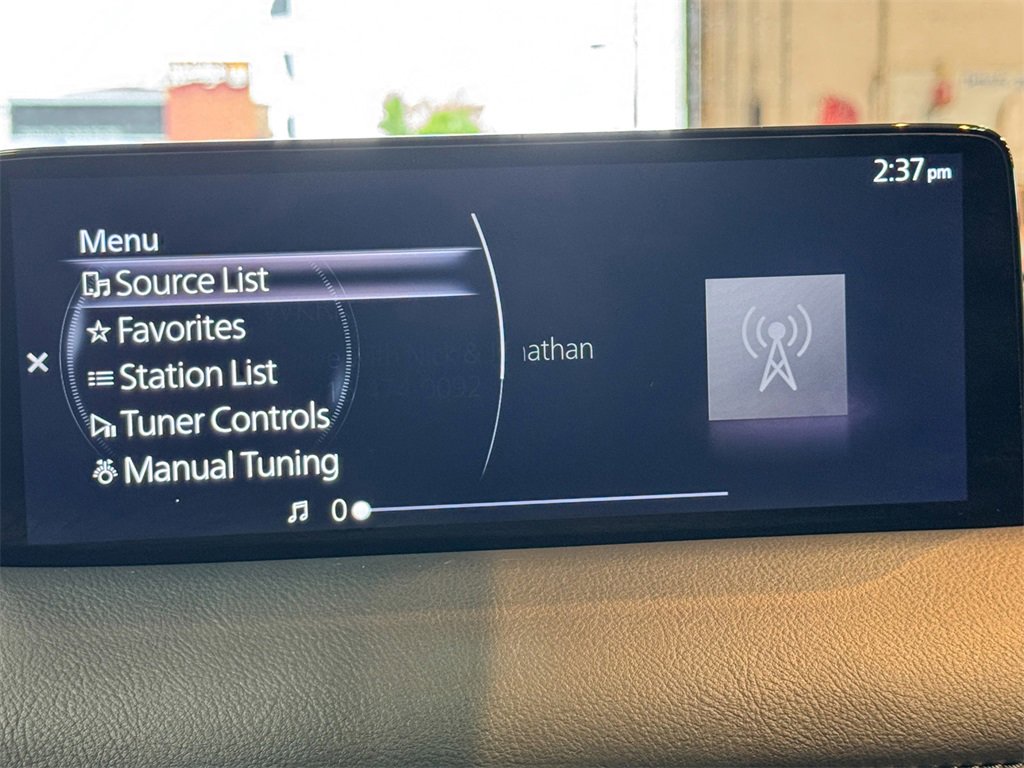 2:37 pm
Menu
Source List
Favorites
Station List
Tuner Controls
Manual Tuning
athan
0